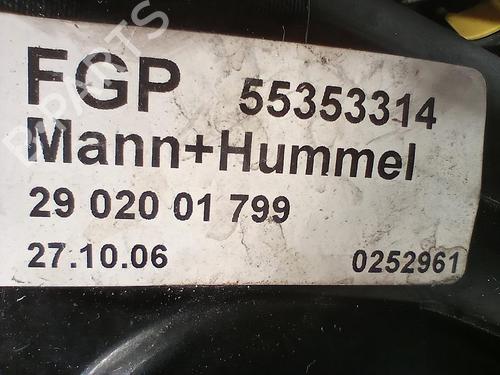 FGP 55353314
Mann+Hummel
29 020 01 799
27.10.06 0252961